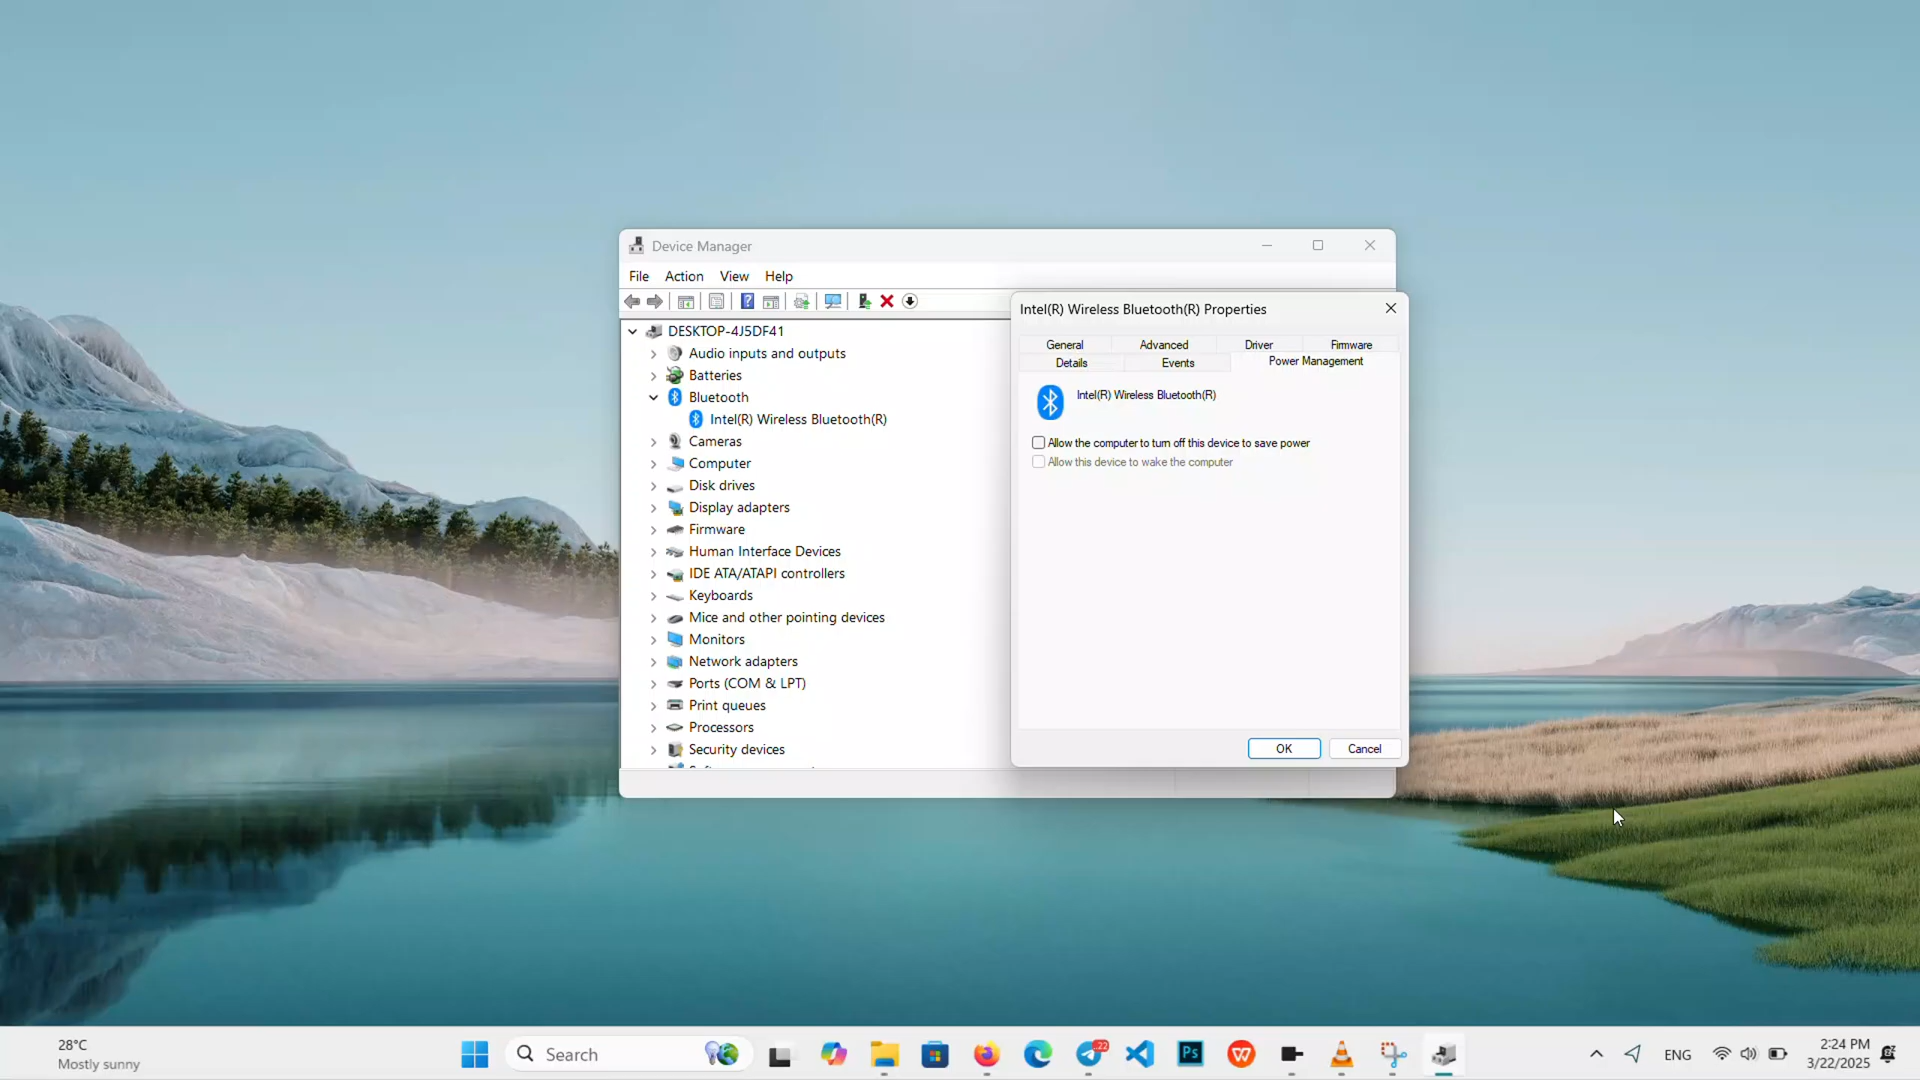 Device Manager
File Action View Help
DESKTOP-4J5DF41
Audio inputs and outputs
Batteries
Bluetooth
Intel(R) Wireless Bluetooth(R)
Cameras
Computer
Disk drives
Display adapters
Firmware
Human Interface Devices
IDE ATA/ATAPI controllers
Keyboards
Mice and other pointing devices
Monitors
Network adapters
Ports (COM & LPT)
Print queues
Processors
Security devices
Intel(R) Wireless Bluetooth(R) Properties
General Advanced Driver Firmware
Details Events Power Management
Intel(R) Wireless Bluetooth(R)
Allow the computer to turn off this device to save power
Allow this device to wake the computer
OK Cancel
28°C
Mostly sunny
Search
22
Ps
W
ENG
2:24 PM
3/22/2025